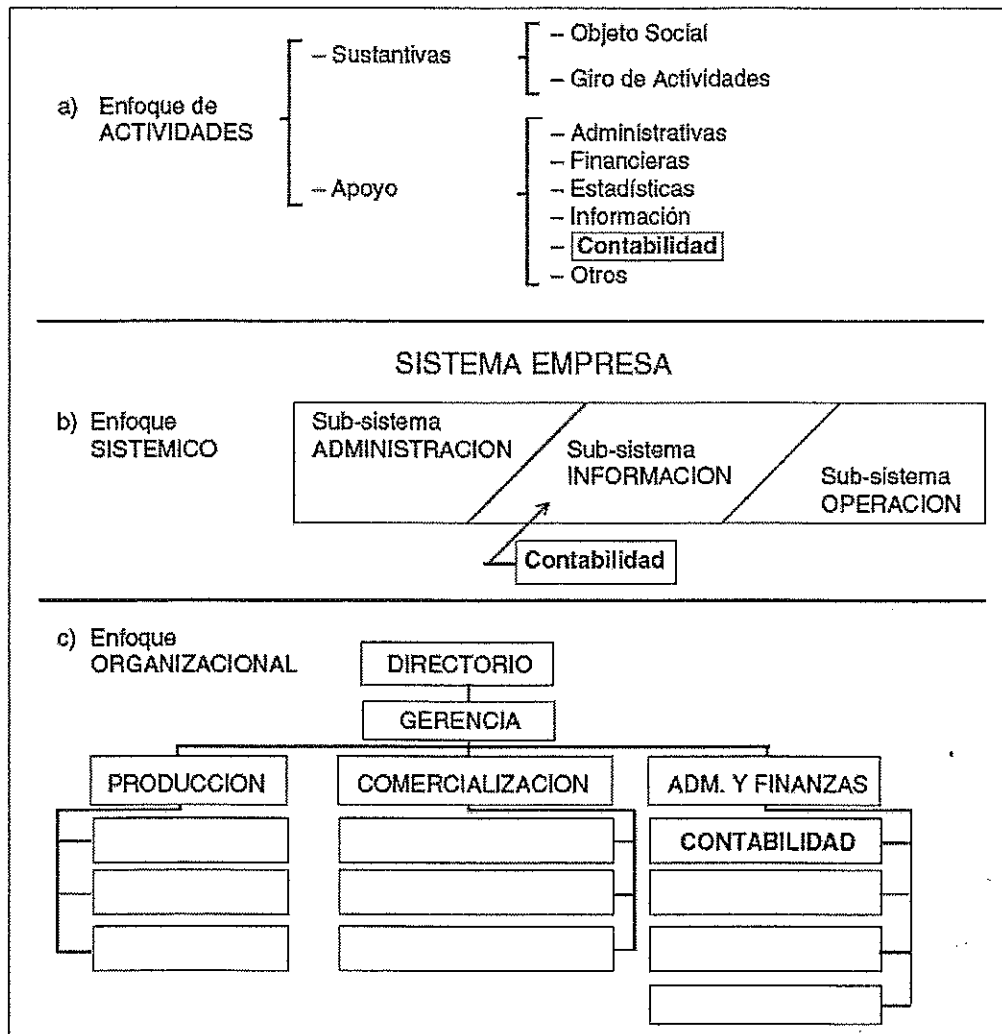 a) Enfoque de
ACTIVIDADES
– Sustantivas
– Objeto Social
– Giro de Actividades
– Apoyo
– Administrativas
– Financieras
– Estadísticas
– Información
– Contabilidad
– Otros
SISTEMA EMPRESA
b) Enfoque
SISTEMICO
Sub-sistema
ADMINISTRACION
Sub-sistema
INFORMACION
Sub-sistema
OPERACION
Contabilidad
c) Enfoque
ORGANIZACIONAL
DIRECTORIO
GERENCIA
PRODUCCION
COMERCIALIZACION
ADM. Y FINANZAS
CONTABILIDAD